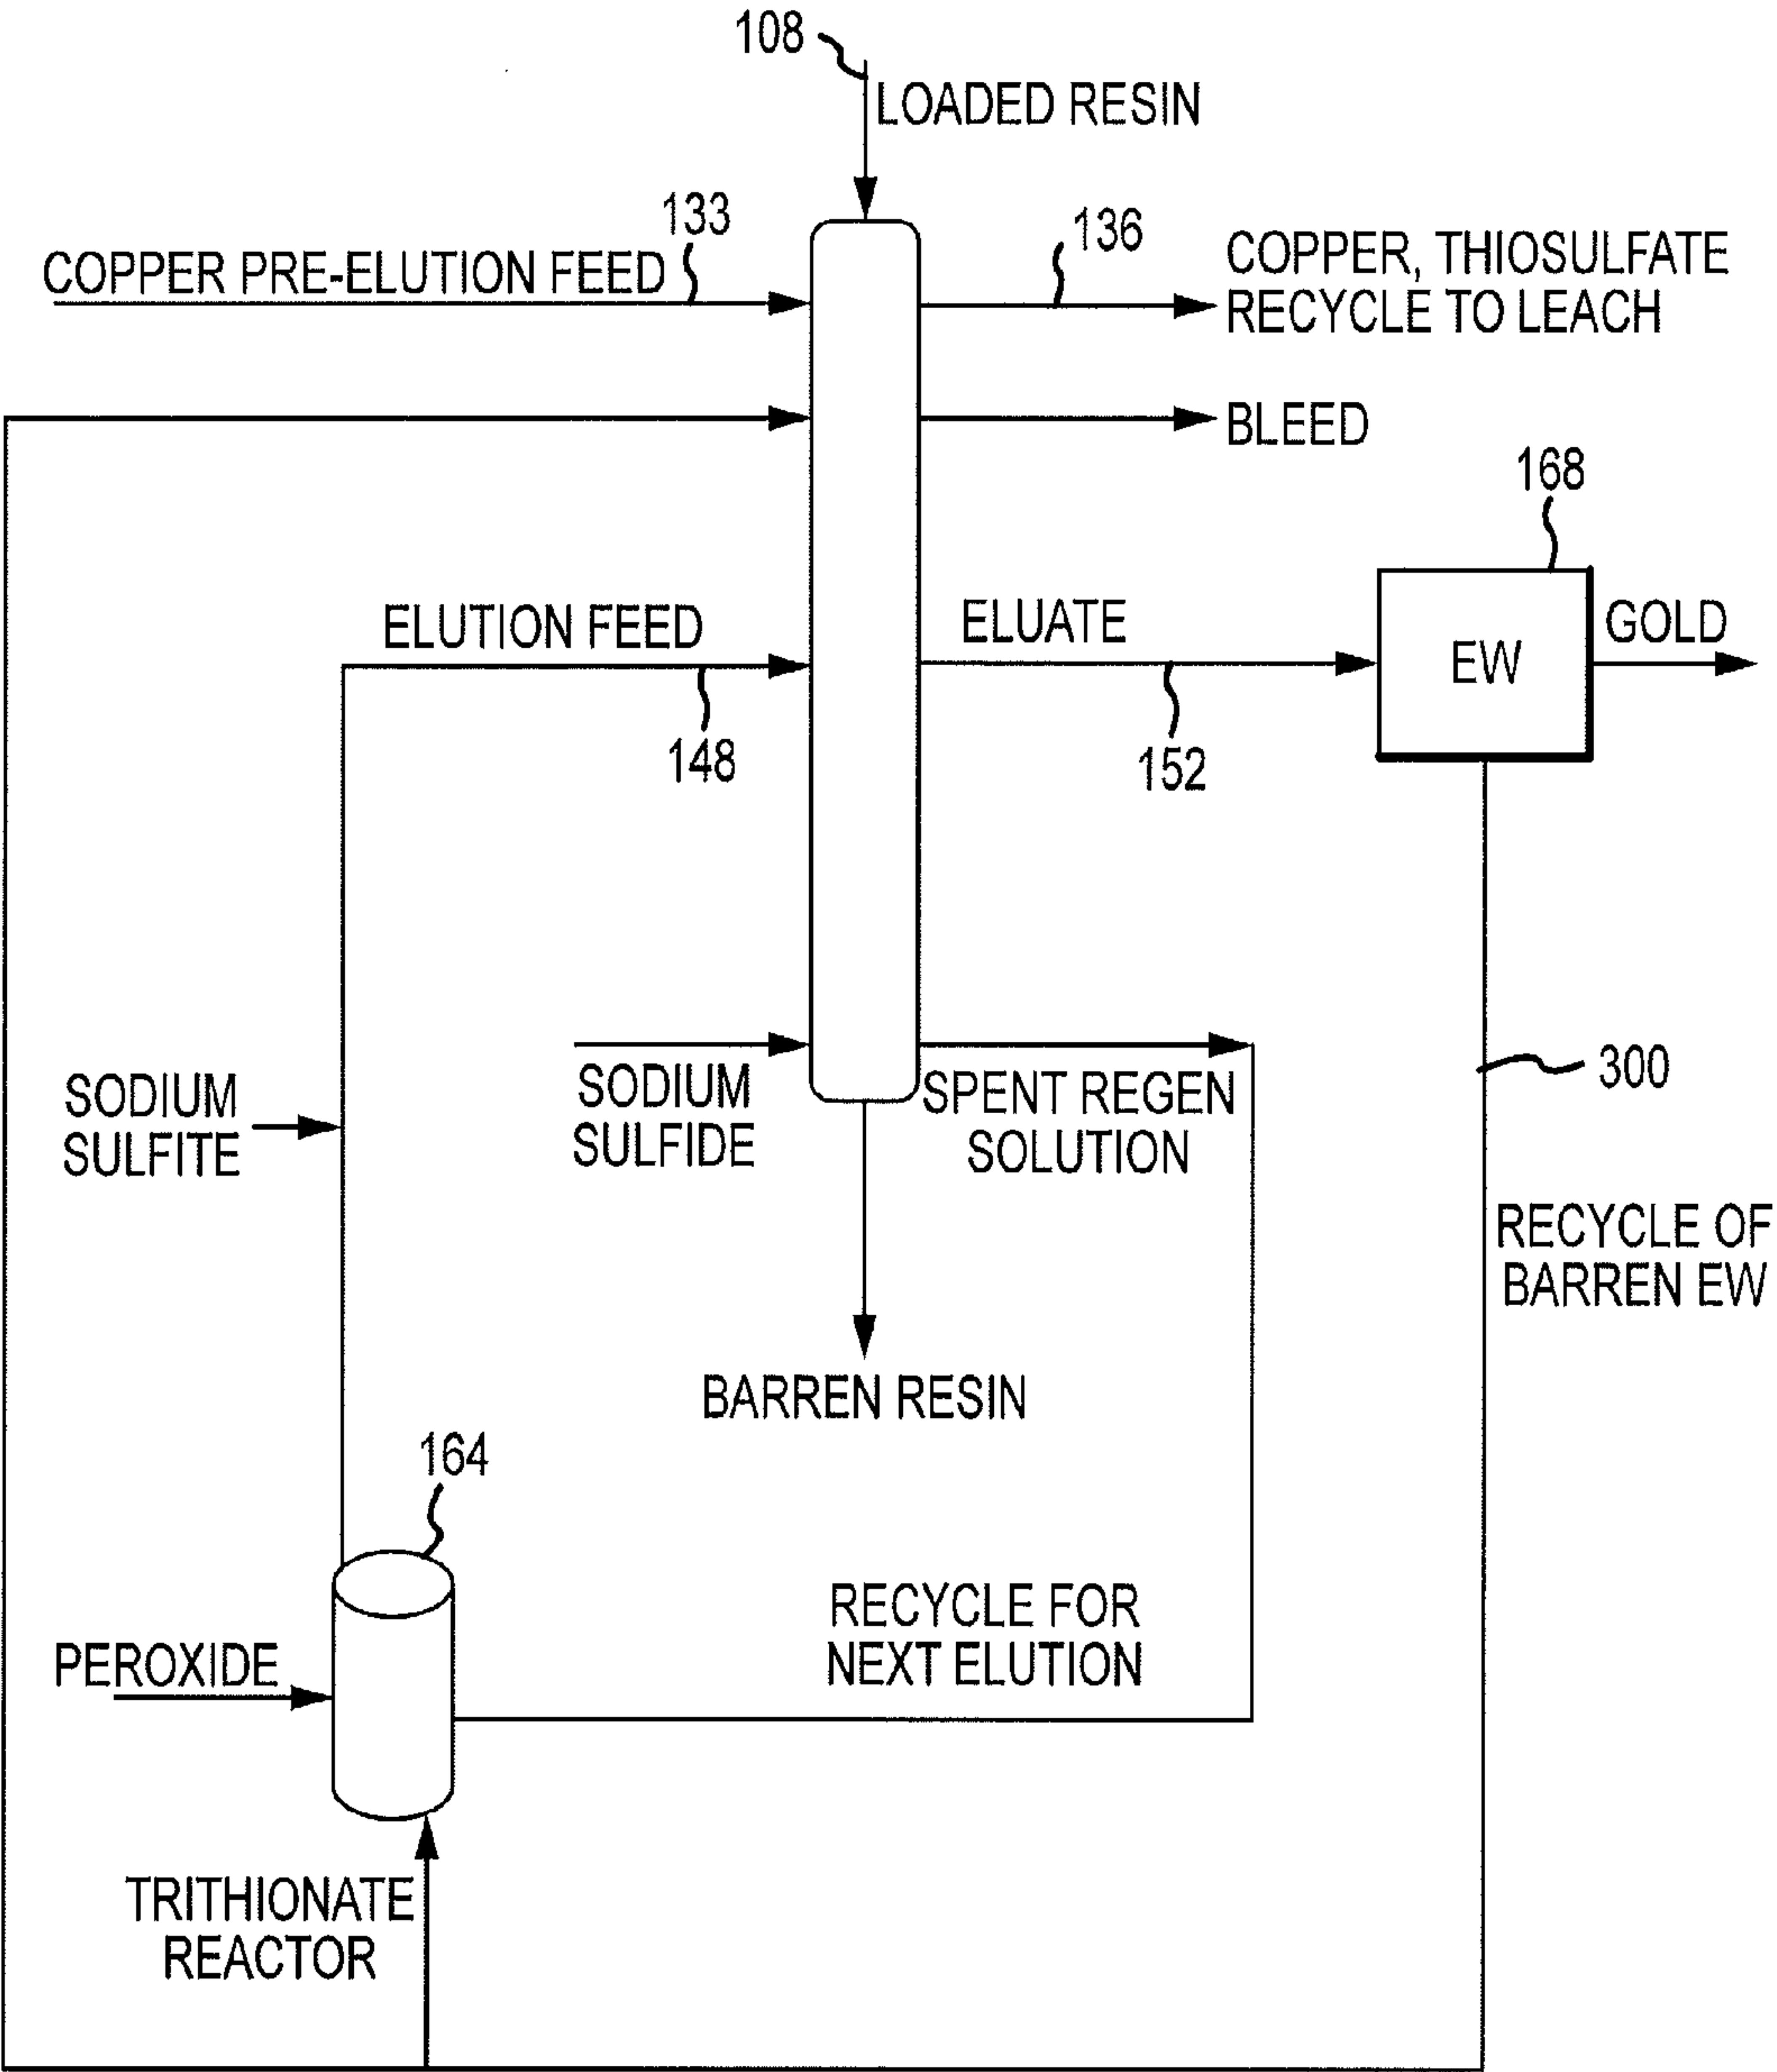 108
LOADED RESIN
133
136
COPPER PRE-ELUTION FEED
COPPER, THIOSULFATE
RECYCLE TO LEACH
BLEED
168
ELUTION FEED
ELUATE
EW
GOLD
148
152
SODIUM
SULFITE
SODIUM
SULFIDE
SPENT REGEN
SOLUTION
300
RECYCLE OF
BARREN EW
BARREN RESIN
164
RECYCLE FOR
NEXT ELUTION
PEROXIDE
TRITHIONATE
REACTOR